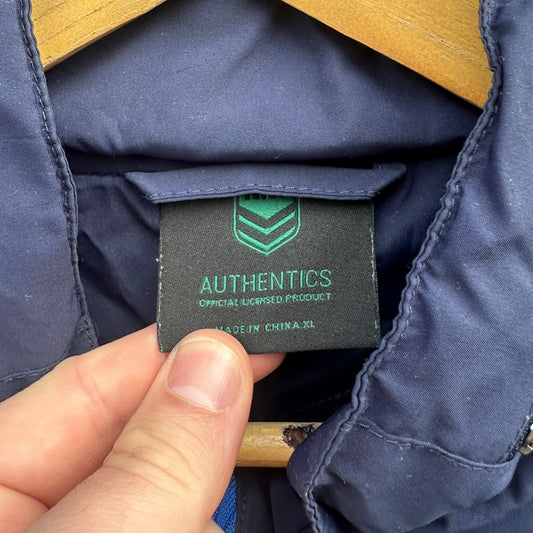 AUTHENTICS
OFFICIAL LICENSED PRODUCT
MADE IN CHINA XL